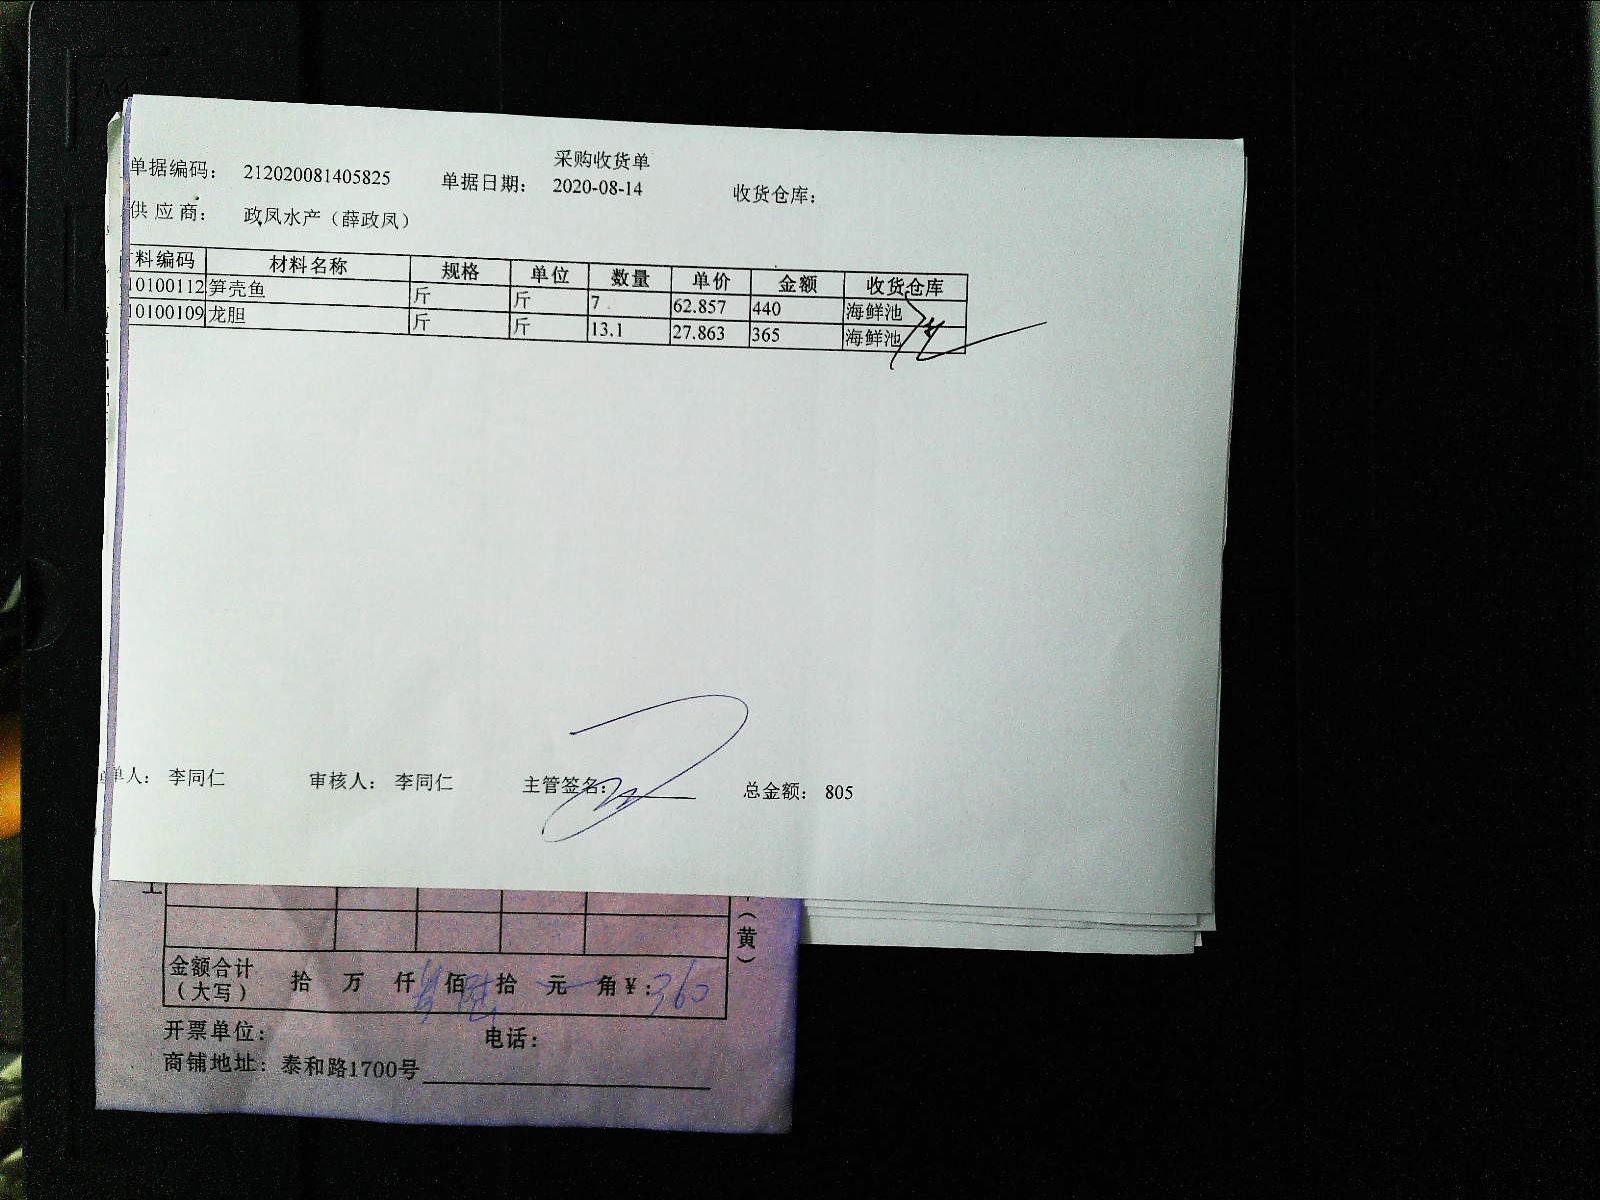 采购收货单
单据编码： 212020081405825 单据日期： 2020-08-14 收货仓库：
供 应 商： 政凤水产（薛政凤）
料编码 材料名称 规格 单位 数量 单价 金额 收货仓库
10100112 笋壳鱼 斤 斤 7 62.857 440 海鲜池
10100109 龙胆 斤 斤 13.1 27.863 365 海鲜池
单人： 李同仁 审核人： 李同仁 主管签名： 总金额： 805
（黄）
金额合计（大写） 拾 万 仟 佰 拾 元 角 ¥： 360
开票单位： 电话：
商铺地址：泰和路1700号